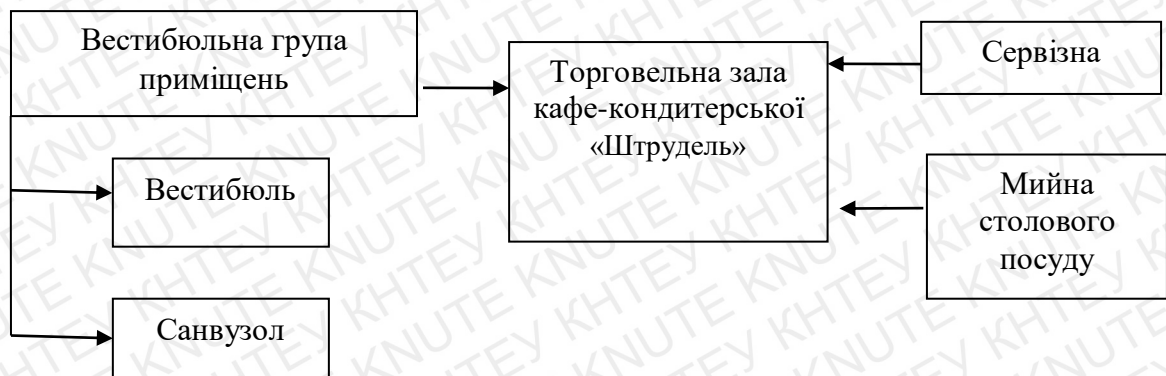 Вестибюльна група
приміщень
Торговельна зала
кафе-кондитерської
«Штрудель»
Сервізна
Вестибюль
Мийна
столового
посуду
Санвузол